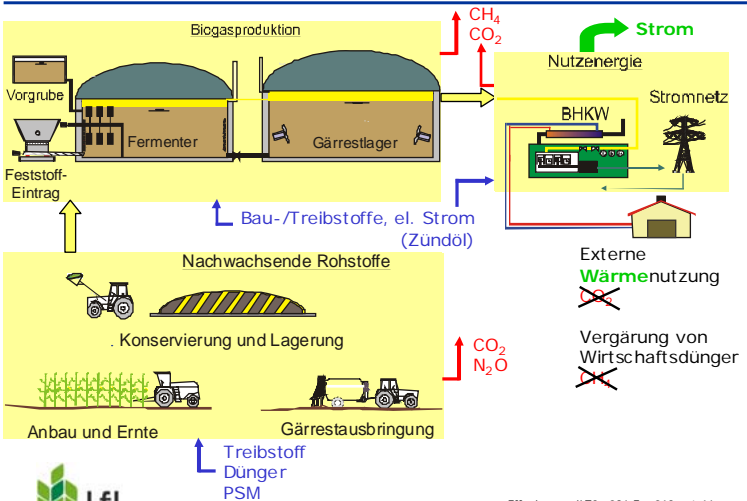 Biogasproduktion
CH4
CO2
Strom
Nutzenergie
Vorgrube
Fermenter
Gärrestlager
BHKW
Stromnetz
Feststoff-
Eintrag
Bau-/Treibstoffe, el. Strom
(Zündöl)
Externe
Wärmenutzung
CO2
Vergärung von
Wirtschaftsdünger
CH4
Nachwachsende Rohstoffe
. Konservierung und Lagerung
CO2
N2O
Anbau und Ernte
Gärrestausbringung
Treibstoff
Dünger
PSM
LfL